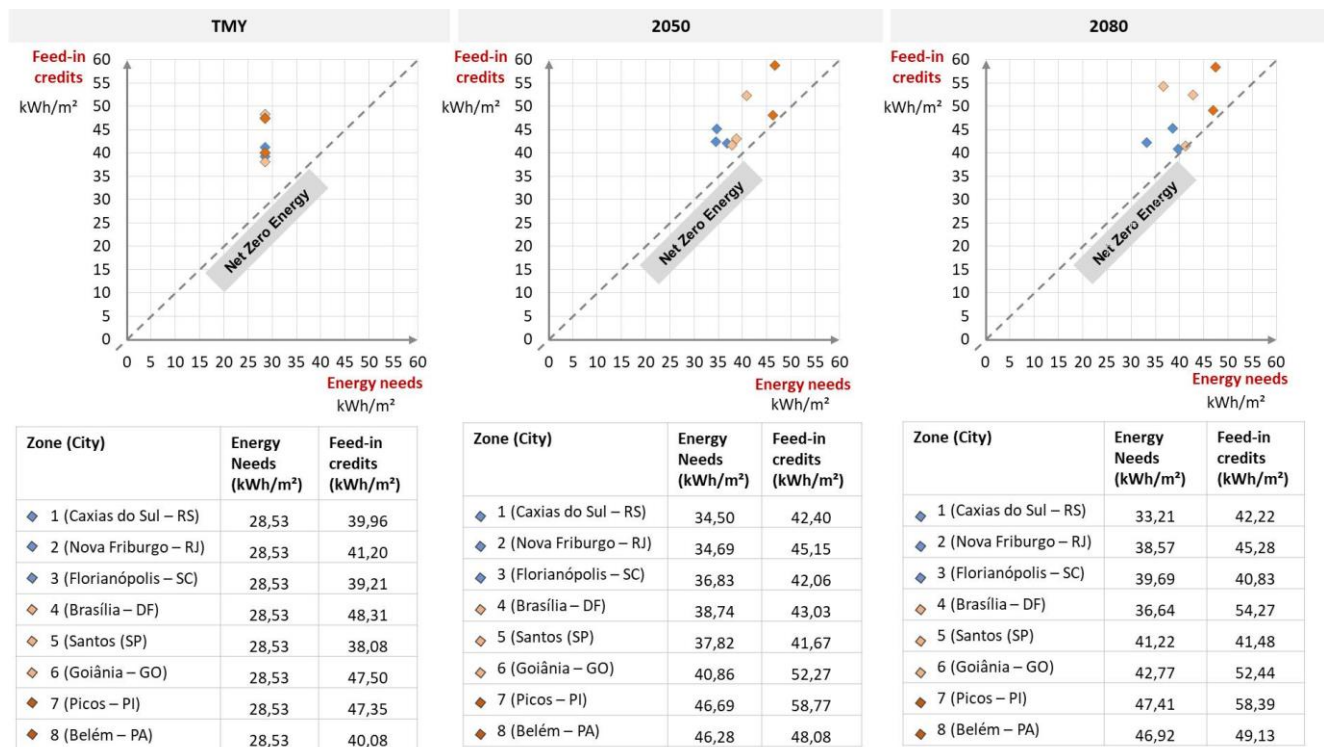 TMY
Feed-in
credits
kWh/m²
60
55
50
45
40
35
30
25
20
15
10
5
0
Net Zero Energy
0 5 10 15 20 25 30 35 40 45 50 55 60
Energy needs
kWh/m²
Zone (City) Energy Needs (kWh/m²) Feed-in credits (kWh/m²)
1 (Caxias do Sul – RS) 28,53 39,96
2 (Nova Friburgo – RJ) 28,53 41,20
3 (Florianópolis – SC) 28,53 39,21
4 (Brasília – DF) 28,53 48,31
5 (Santos (SP) 28,53 38,08
6 (Goiânia – GO) 28,53 47,50
7 (Picos – PI) 28,53 47,35
8 (Belém – PA) 28,53 40,08
2050
Feed-in
credits
kWh/m²
60
55
50
45
40
35
30
25
20
15
10
5
0
Net Zero Energy
0 5 10 15 20 25 30 35 40 45 50 55 60
Energy needs
kWh/m²
Zone (City) Energy Needs (kWh/m²) Feed-in credits (kWh/m²)
1 (Caxias do Sul – RS) 34,50 42,40
2 (Nova Friburgo – RJ) 34,69 45,15
3 (Florianópolis – SC) 36,83 42,06
4 (Brasília – DF) 38,74 43,03
5 (Santos (SP) 37,82 41,67
6 (Goiânia – GO) 40,86 52,27
7 (Picos – PI) 46,69 58,77
8 (Belém – PA) 46,28 48,08
2080
Feed-in
credits
kWh/m²
60
55
50
45
40
35
30
25
20
15
10
5
0
Net Zero Energy
0 5 10 15 20 25 30 35 40 45 50 55 60
Energy needs
kWh/m²
Zone (City) Energy Needs (kWh/m²) Feed-in credits (kWh/m²)
1 (Caxias do Sul – RS) 33,21 42,22
2 (Nova Friburgo – RJ) 38,57 45,28
3 (Florianópolis – SC) 39,69 40,83
4 (Brasília – DF) 36,64 54,27
5 (Santos (SP) 41,22 41,48
6 (Goiânia – GO) 42,77 52,44
7 (Picos – PI) 47,41 58,39
8 (Belém – PA) 46,92 49,13